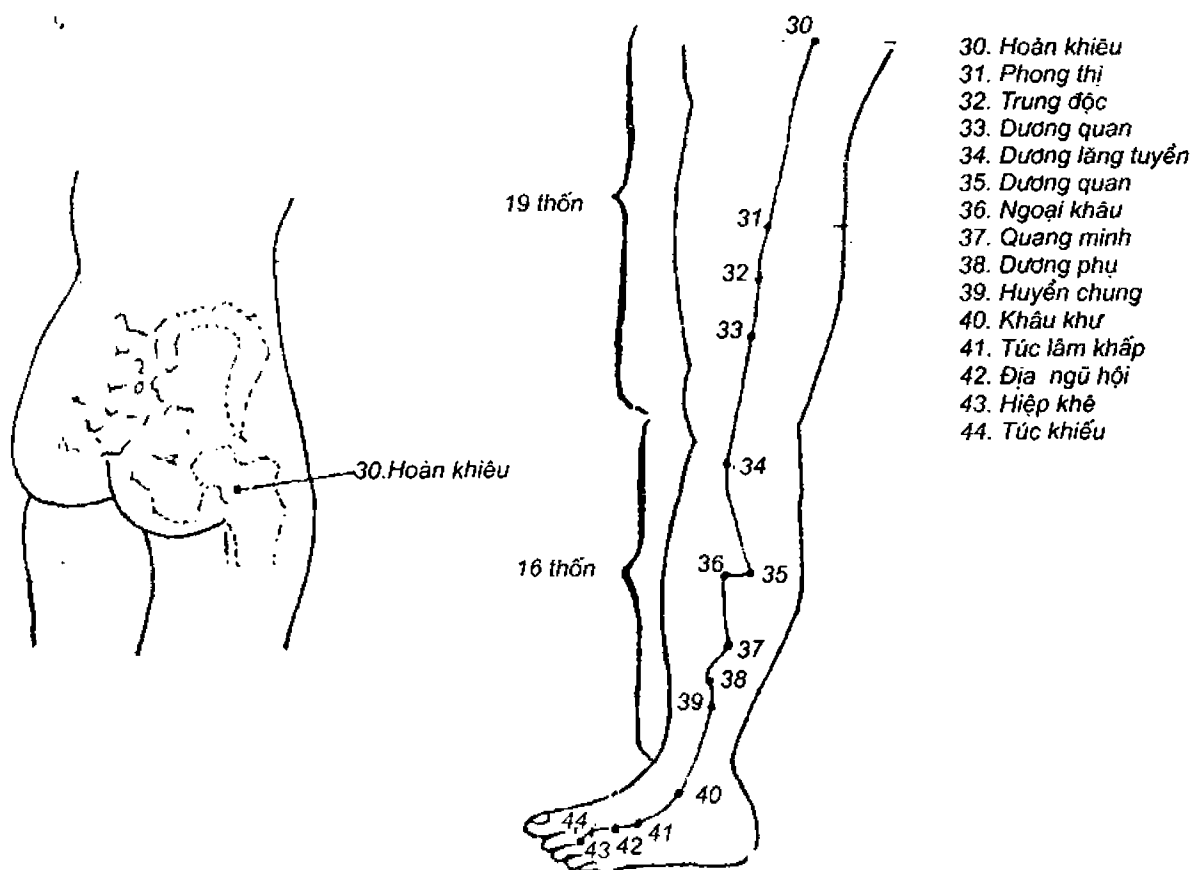 30
30. Hoàn khiêu
31. Phong thị
32. Trung độc
33. Dương quan
34. Dương lăng tuyền
35. Dương quan
36. Ngoại khâu
37. Quang minh
38. Dương phụ
39. Huyền chung
40. Khâu khư
41. Túc lâm khấp
42. Địa ngũ hội
43. Hiệp khê
44. Túc khiếu
19 thốn
31
32
33
34
30.Hoàn khiêu
16 thốn
36
35
37
38
39
40
44
43
42
41